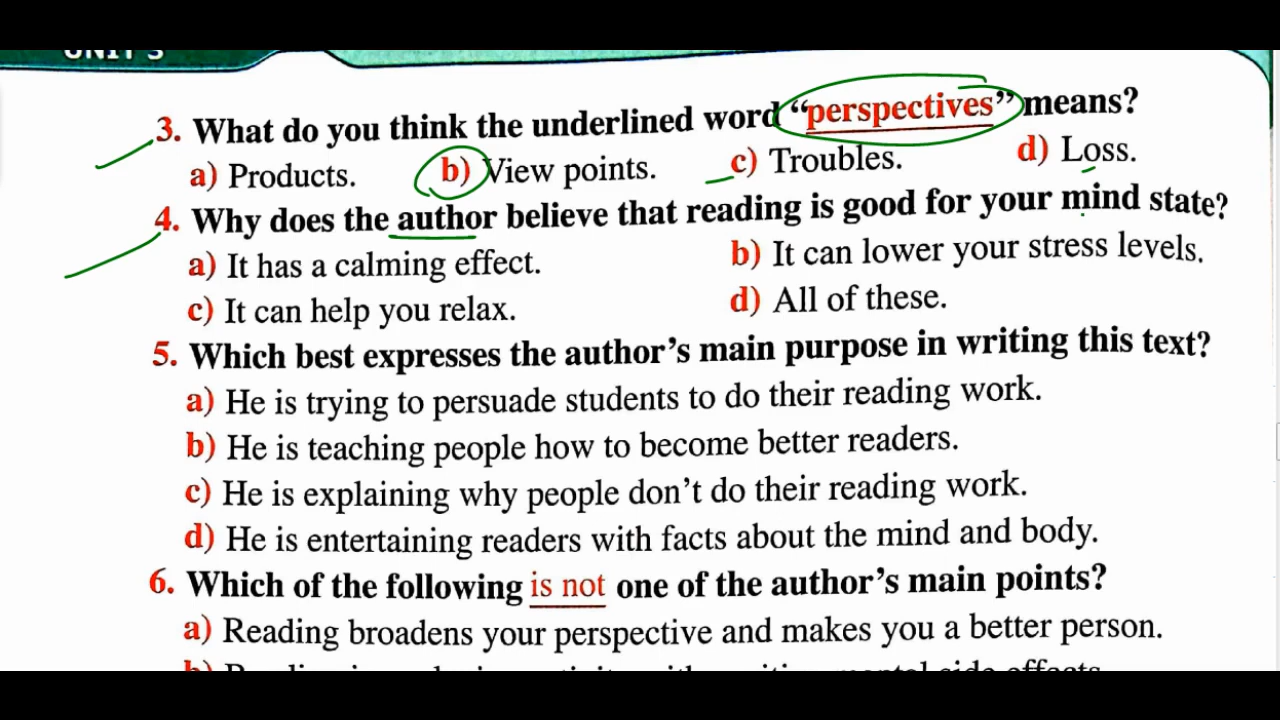 UNIT 5
3. What do you think the underlined word “perspectives” means?
a) Products. b) View points. c) Troubles. d) Loss.
4. Why does the author believe that reading is good for your mind state?
a) It has a calming effect. b) It can lower your stress levels.
c) It can help you relax. d) All of these.
5. Which best expresses the author’s main purpose in writing this text?
a) He is trying to persuade students to do their reading work.
b) He is teaching people how to become better readers.
c) He is explaining why people don’t do their reading work.
d) He is entertaining readers with facts about the mind and body.
6. Which of the following is not one of the author’s main points?
a) Reading broadens your perspective and makes you a better person.